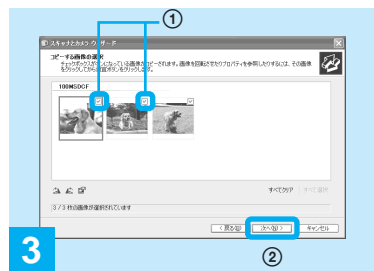 ①
スキャナとカメラ ウィザード
コピーする画像の選択
チェックボックスがオンになっている画像がコピーされます。画像を回転させたりプロパティを参照したりするには、その画像
をクリックしてから、ボタンをクリックします。
100MSDCF
すべてクリア すべて選択
3 / 3 枚の画像が選択されています
< 戻る(B) 次へ(N) > キャンセル
3
②